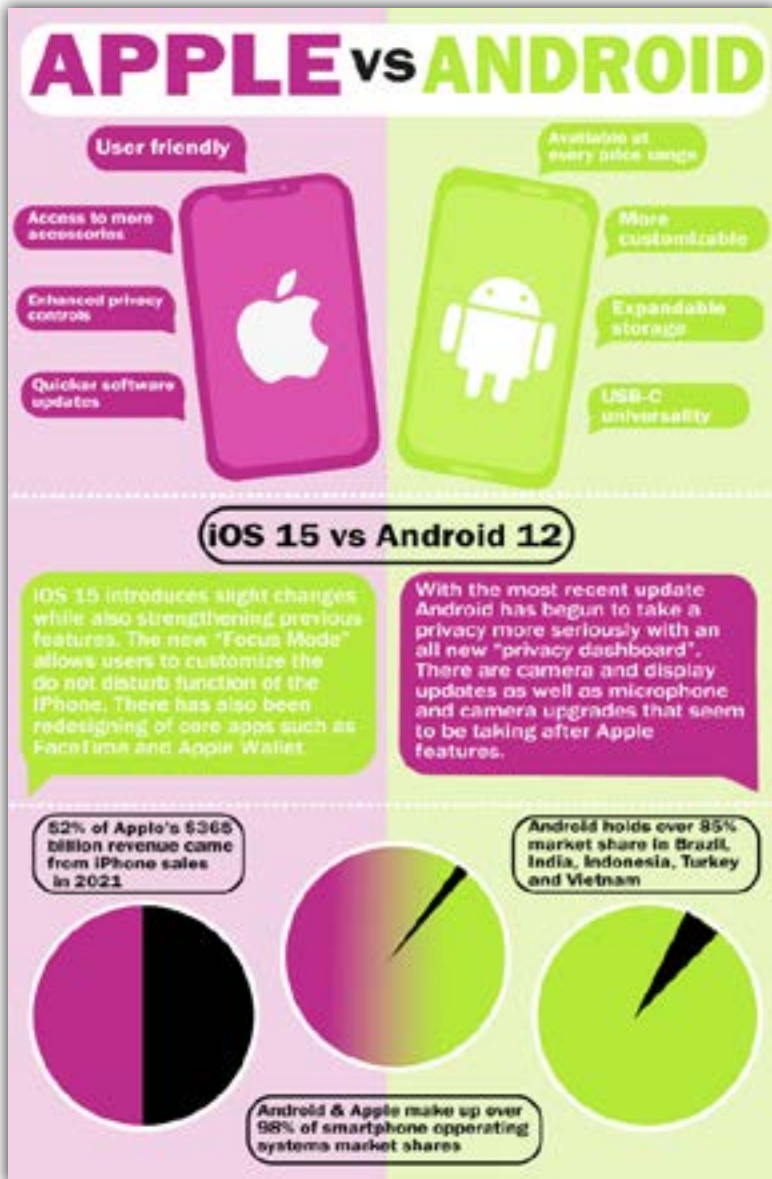 APPLE vs ANDROID
User friendly
Access to more
accessories
Enhanced privacy
controls
Quicker software
updates
Available at
every price range
More
customizable
Expandable
storage
USB-C
universality
iOS 15 vs Android 12
iOS 15 introduces slight changes
while also strengthening previous
features. The new "Focus Mode"
allows users to customize the
do not disturb function of the
iPhone. There has also been
redesigning of core apps such as
FaceTime and Apple Wallet
With the most recent update
Android has begun to take a
privacy more seriously with an
all new "privacy dashboard".
There are camera and display
updates as well as microphone
and camera upgrades that seem
to be taking after Apple
features.
52% of Apple's $365
billion revenue came
from iPhone sales
in 2021
Android holds over 85%
market share in Brazil,
India, Indonesia, Turkey
and Vietnam
Android & Apple make up over
98% of smartphone opperating
systems market shares